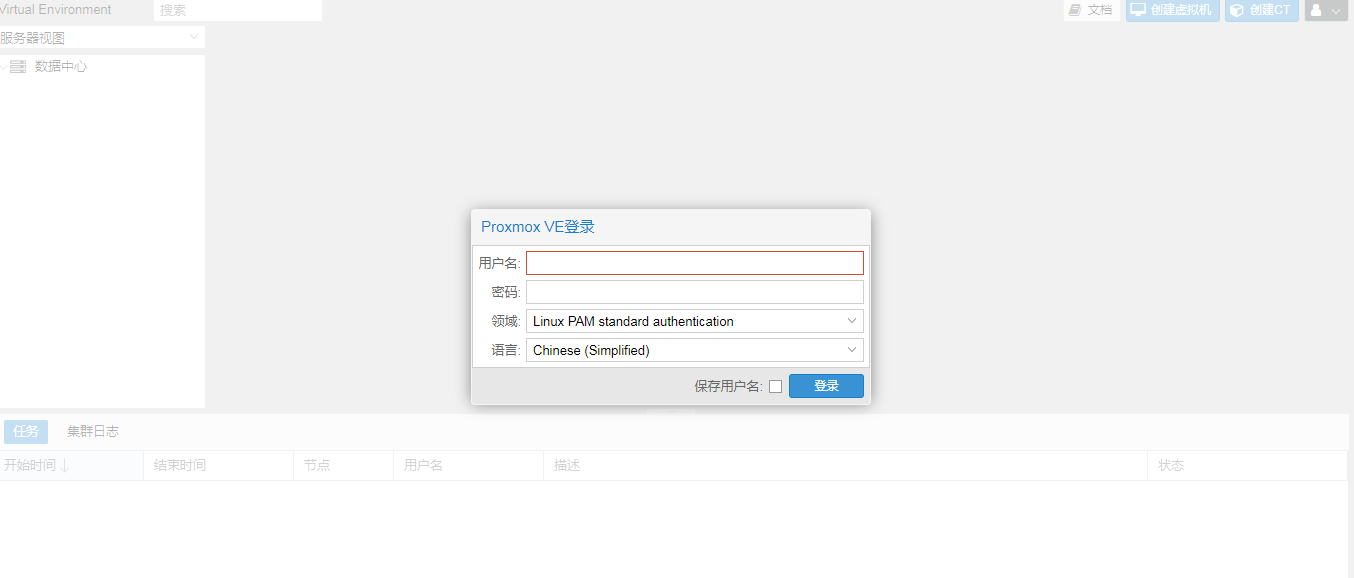 Virtual Environment 搜索 文档 创建虚拟机 创建CT
服务器视图
数据中心
Proxmox VE登录
用户名:
密码:
领域: Linux PAM standard authentication
语言: Chinese (Simplified)
保存用户名: 登录
任务 集群日志
开始时间 结束时间 节点 用户名 描述 状态